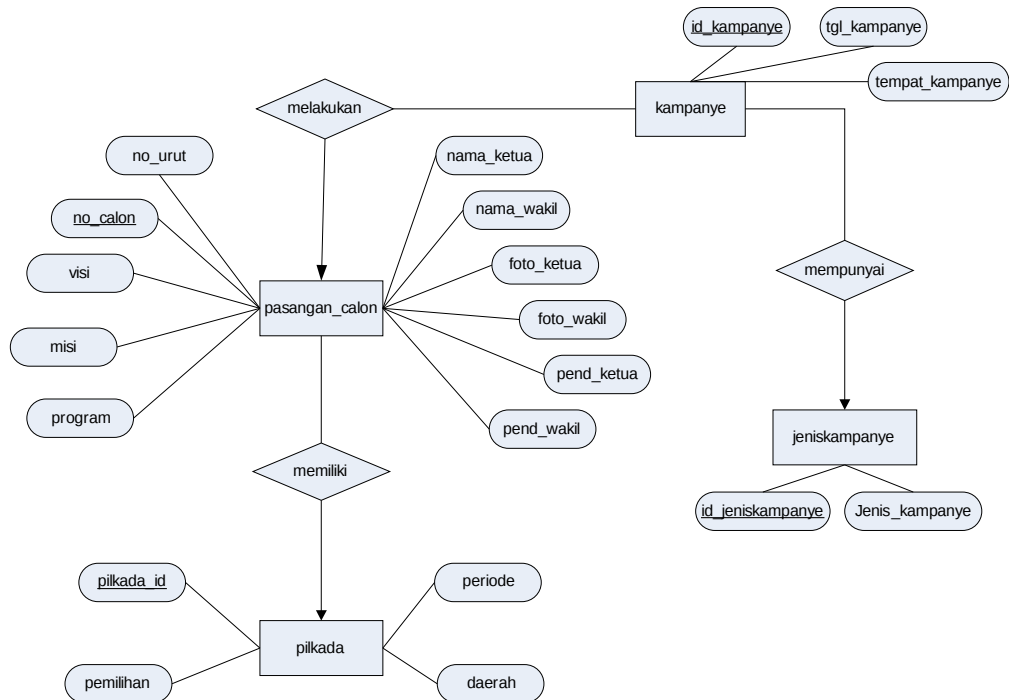 id_kampanye
tgl_kampanye
tempat_kampanye
kampanye
melakukan
no_urut
nama_ketua
no_calon
nama_wakil
visi
foto_ketua
mempunyai
pasangan_calon
foto_wakil
misi
pend_ketua
program
pend_wakil
jeniskampanye
memiliki
id_jeniskampanye
Jenis_kampanye
pilkada_id
periode
pilkada
pemilihan
daerah